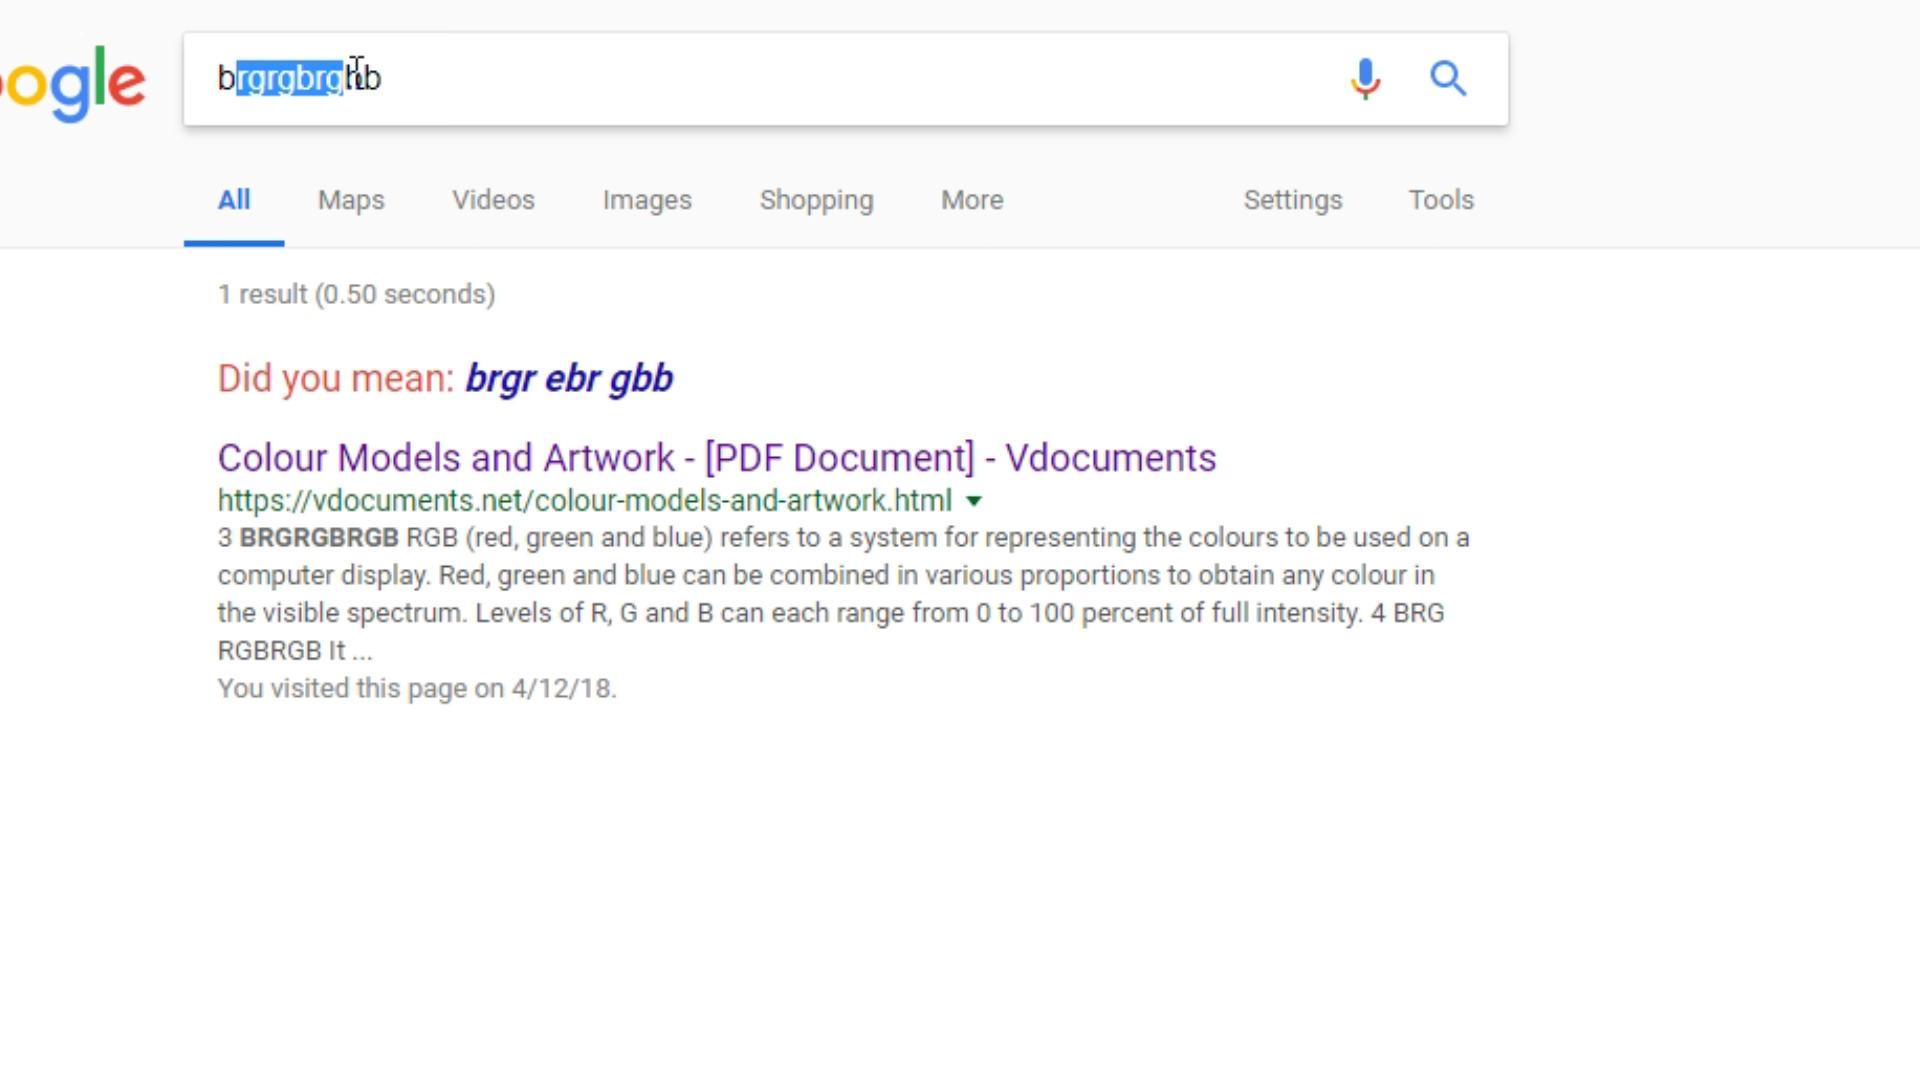 ogle
brgrgbrgbb
All Maps Videos Images Shopping More Settings Tools
1 result (0.50 seconds)
Did you mean: brgr ebr gbb
Colour Models and Artwork - [PDF Document] - Vdocuments
https://vdocuments.net/colour-models-and-artwork.html
3 BRGRGBRGB RGB (red, green and blue) refers to a system for representing the colours to be used on a
computer display. Red, green and blue can be combined in various proportions to obtain any colour in
the visible spectrum. Levels of R, G and B can each range from 0 to 100 percent of full intensity. 4 BRG
RGBRGB It ...
You visited this page on 4/12/18.